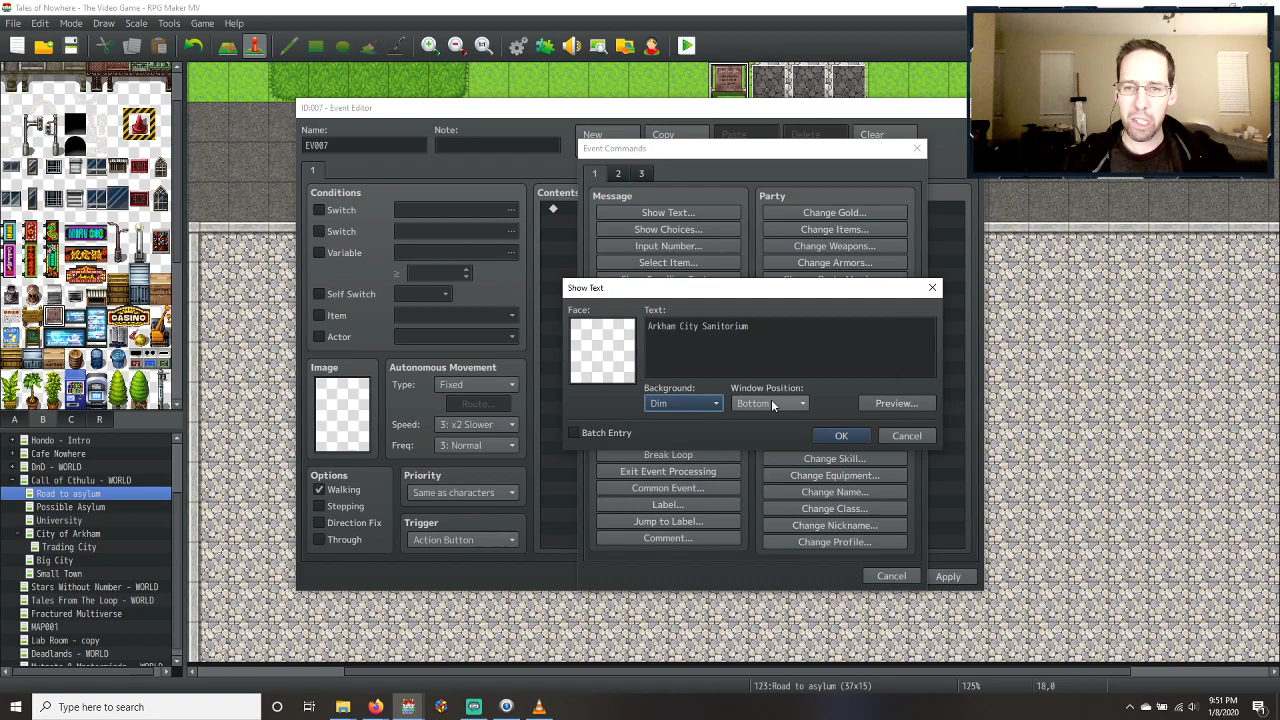 Tales of Nowhere - The Video Game - RPG Maker MV
File Edit Mode Draw Scale Tools Game Help
ID:007 - Event Editor
Name: Note:
EV007
New Copy Paste Delete Clear
1
Conditions
Switch ...
Switch ...
Variable ...
≥
Self Switch
Item
Actor
Contents
Image
Autonomous Movement
Type: Fixed
Route...
Speed: 3: x2 Slower
Freq: 3: Normal
Options
Walking
Stepping
Direction Fix
Through
Priority
Same as characters
Trigger
Action Button
Event Commands
1 2 3
Message
Show Text...
Show Choices...
Input Number...
Select Item...
Party
Change Gold...
Change Items...
Change Weapons...
Change Armors...
Show Text
Face: Text:
Arkham City Sanitorium
Background: Window Position:
Dim Bottom Preview...
Batch Entry OK Cancel
Break Loop
Exit Event Processing
Common Event...
Label...
Jump to Label...
Comment...
Change Skill...
Change Equipment...
Change Name...
Change Class...
Change Nickname...
Change Profile...
Cancel Apply
A B C R
Hondo - Intro
Cafe Nowhere
DnD - WORLD
Call of Cthulu - WORLD
Road to asylum
Possible Asylum
University
City of Arkham
Trading City
Big City
Small Town
Stars Without Number - WORLD
Tales From The Loop - WORLD
Fractured Multiverse
MAP001
Lab Room - copy
Deadlands - WORLD
123:Road to asylum (37x15) 125% 18,0
Type here to search
9:51 PM
1/8/2020